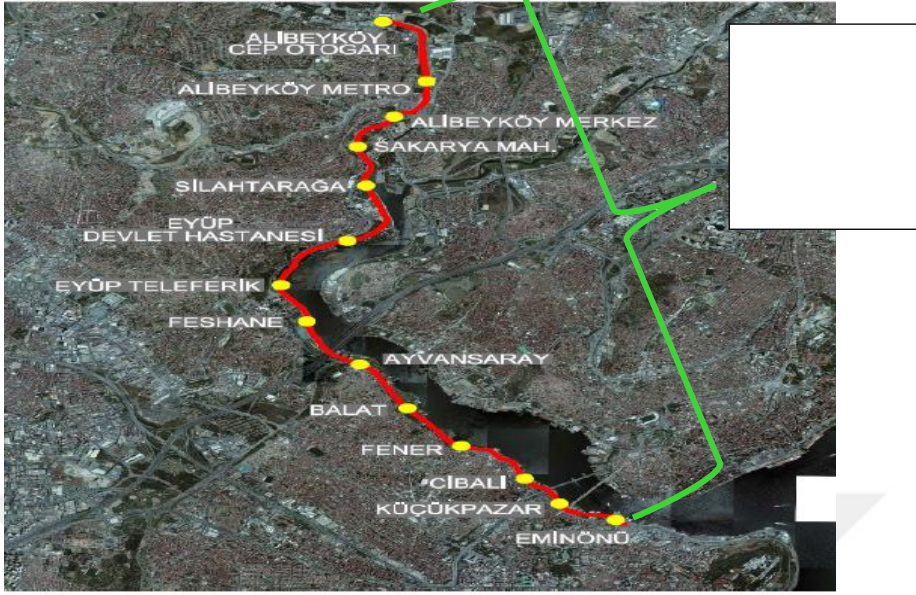 ALİBEYKÖY
CEP OTOGARI
ALİBEYKÖY METRO
ALİBEYKÖY MERKEZ
SAKARYA MAH.
SİLAHTARAĞA
EYÜP
DEVLET HASTANESİ
EYÜP TELEFERİK
FESHANE
AYVANSARAY
BALAT
FENER
CİBALİ
KÜÇÜKPAZAR
EMİNÖNÜ